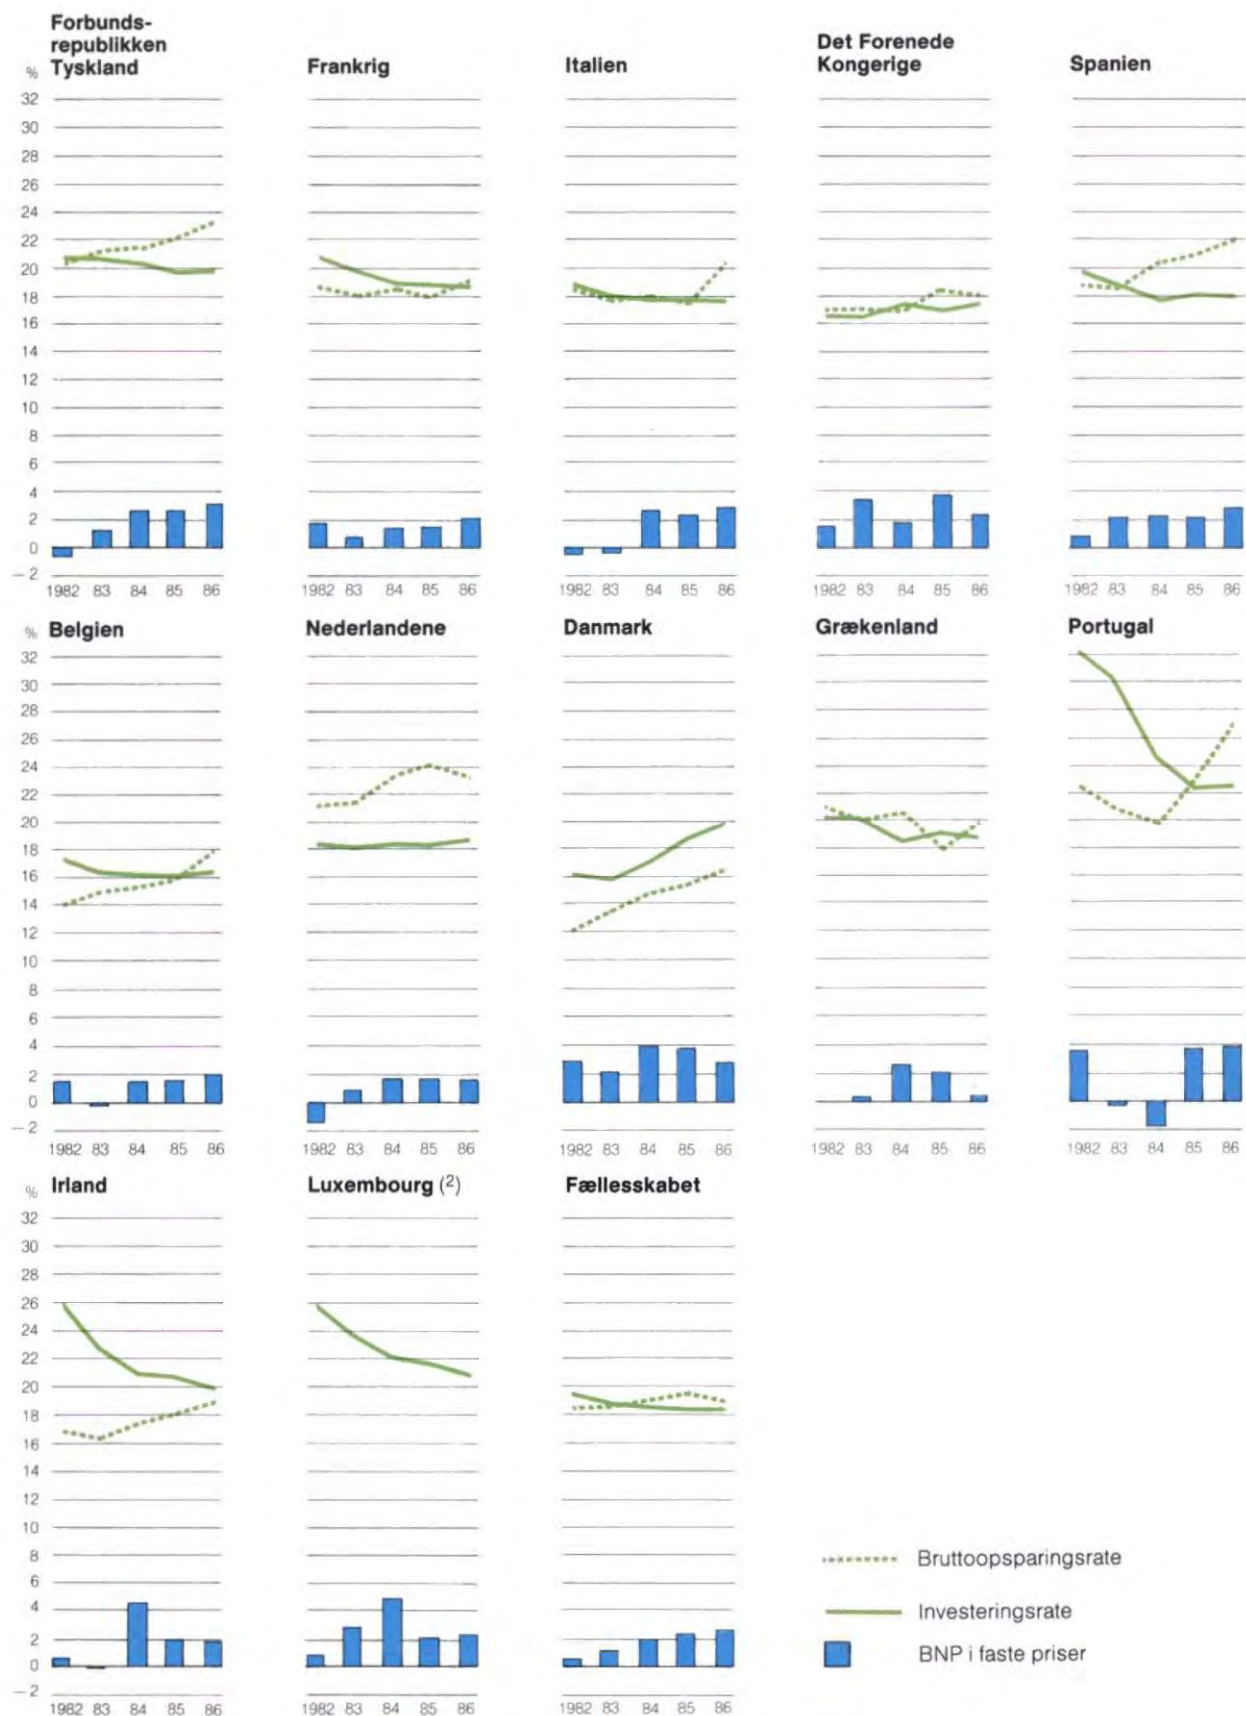 Forbunds-
republikken
Tyskland
Frankrig
Italien
Det Forenede
Kongerige
Spanien
%
32
30
28
26
24
22
20
18
16
14
12
10
8
6
4
2
0
– 2
1982 83 84 85 86
1982 83 84 85 86
1982 83 84 85 86
1982 83 84 85 86
1982 83 84 85 86
% Belgien
Nederlandene
Danmark
Grækenland
Portugal
32
30
28
26
24
22
20
18
16
14
12
10
8
6
4
2
0
– 2
1982 83 84 85 86
1982 83 84 85 86
1982 83 84 85 86
1982 83 84 85 86
1982 83 84 85 86
% Irland
Luxembourg (2)
Fællesskabet
32
30
28
26
24
22
20
18
16
14
12
10
8
6
4
2
0
– 2
1982 83 84 85 86
1982 83 84 85 86
1982 83 84 85 86
Bruttoopsparingsrate
Investeringsrate
BNP i faste priser